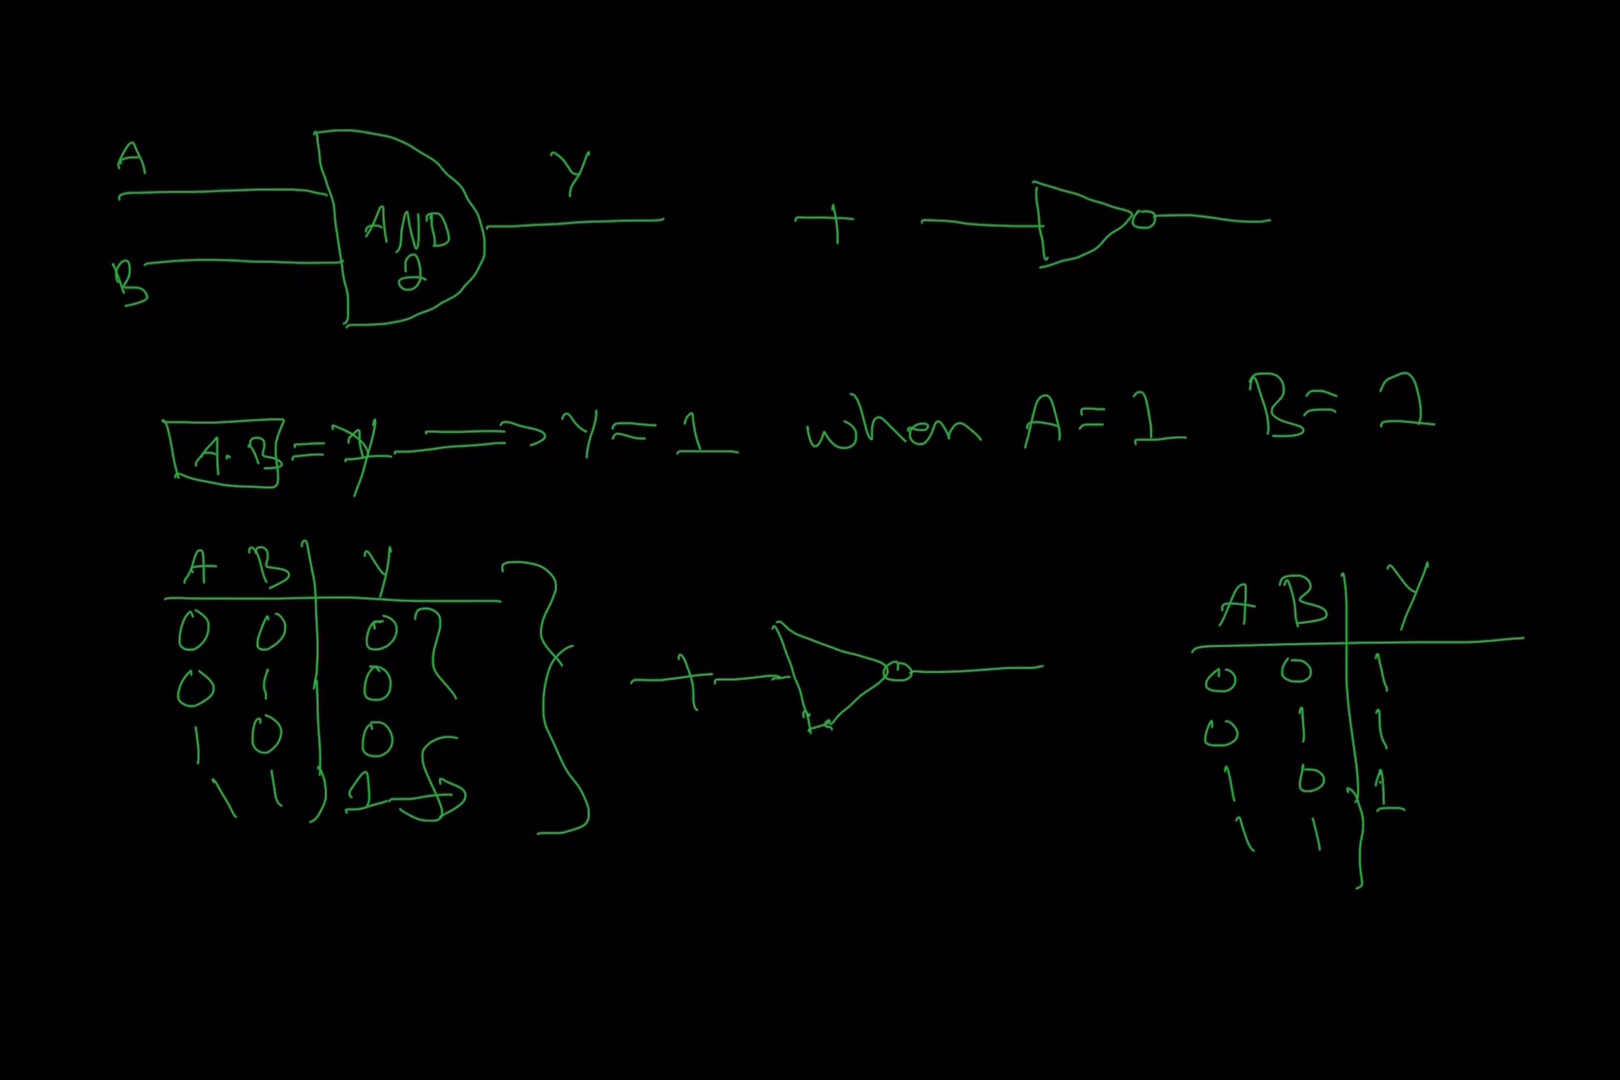 A
Y
AND
2
+
B
A.B = Y ⟹ Y = 1 when A = 1 B = 1
A B Y
0 0 0
0 1 0
1 0 0
1 1 1
+
A B Y
0 0 1
0 1 1
1 0 1
1 1